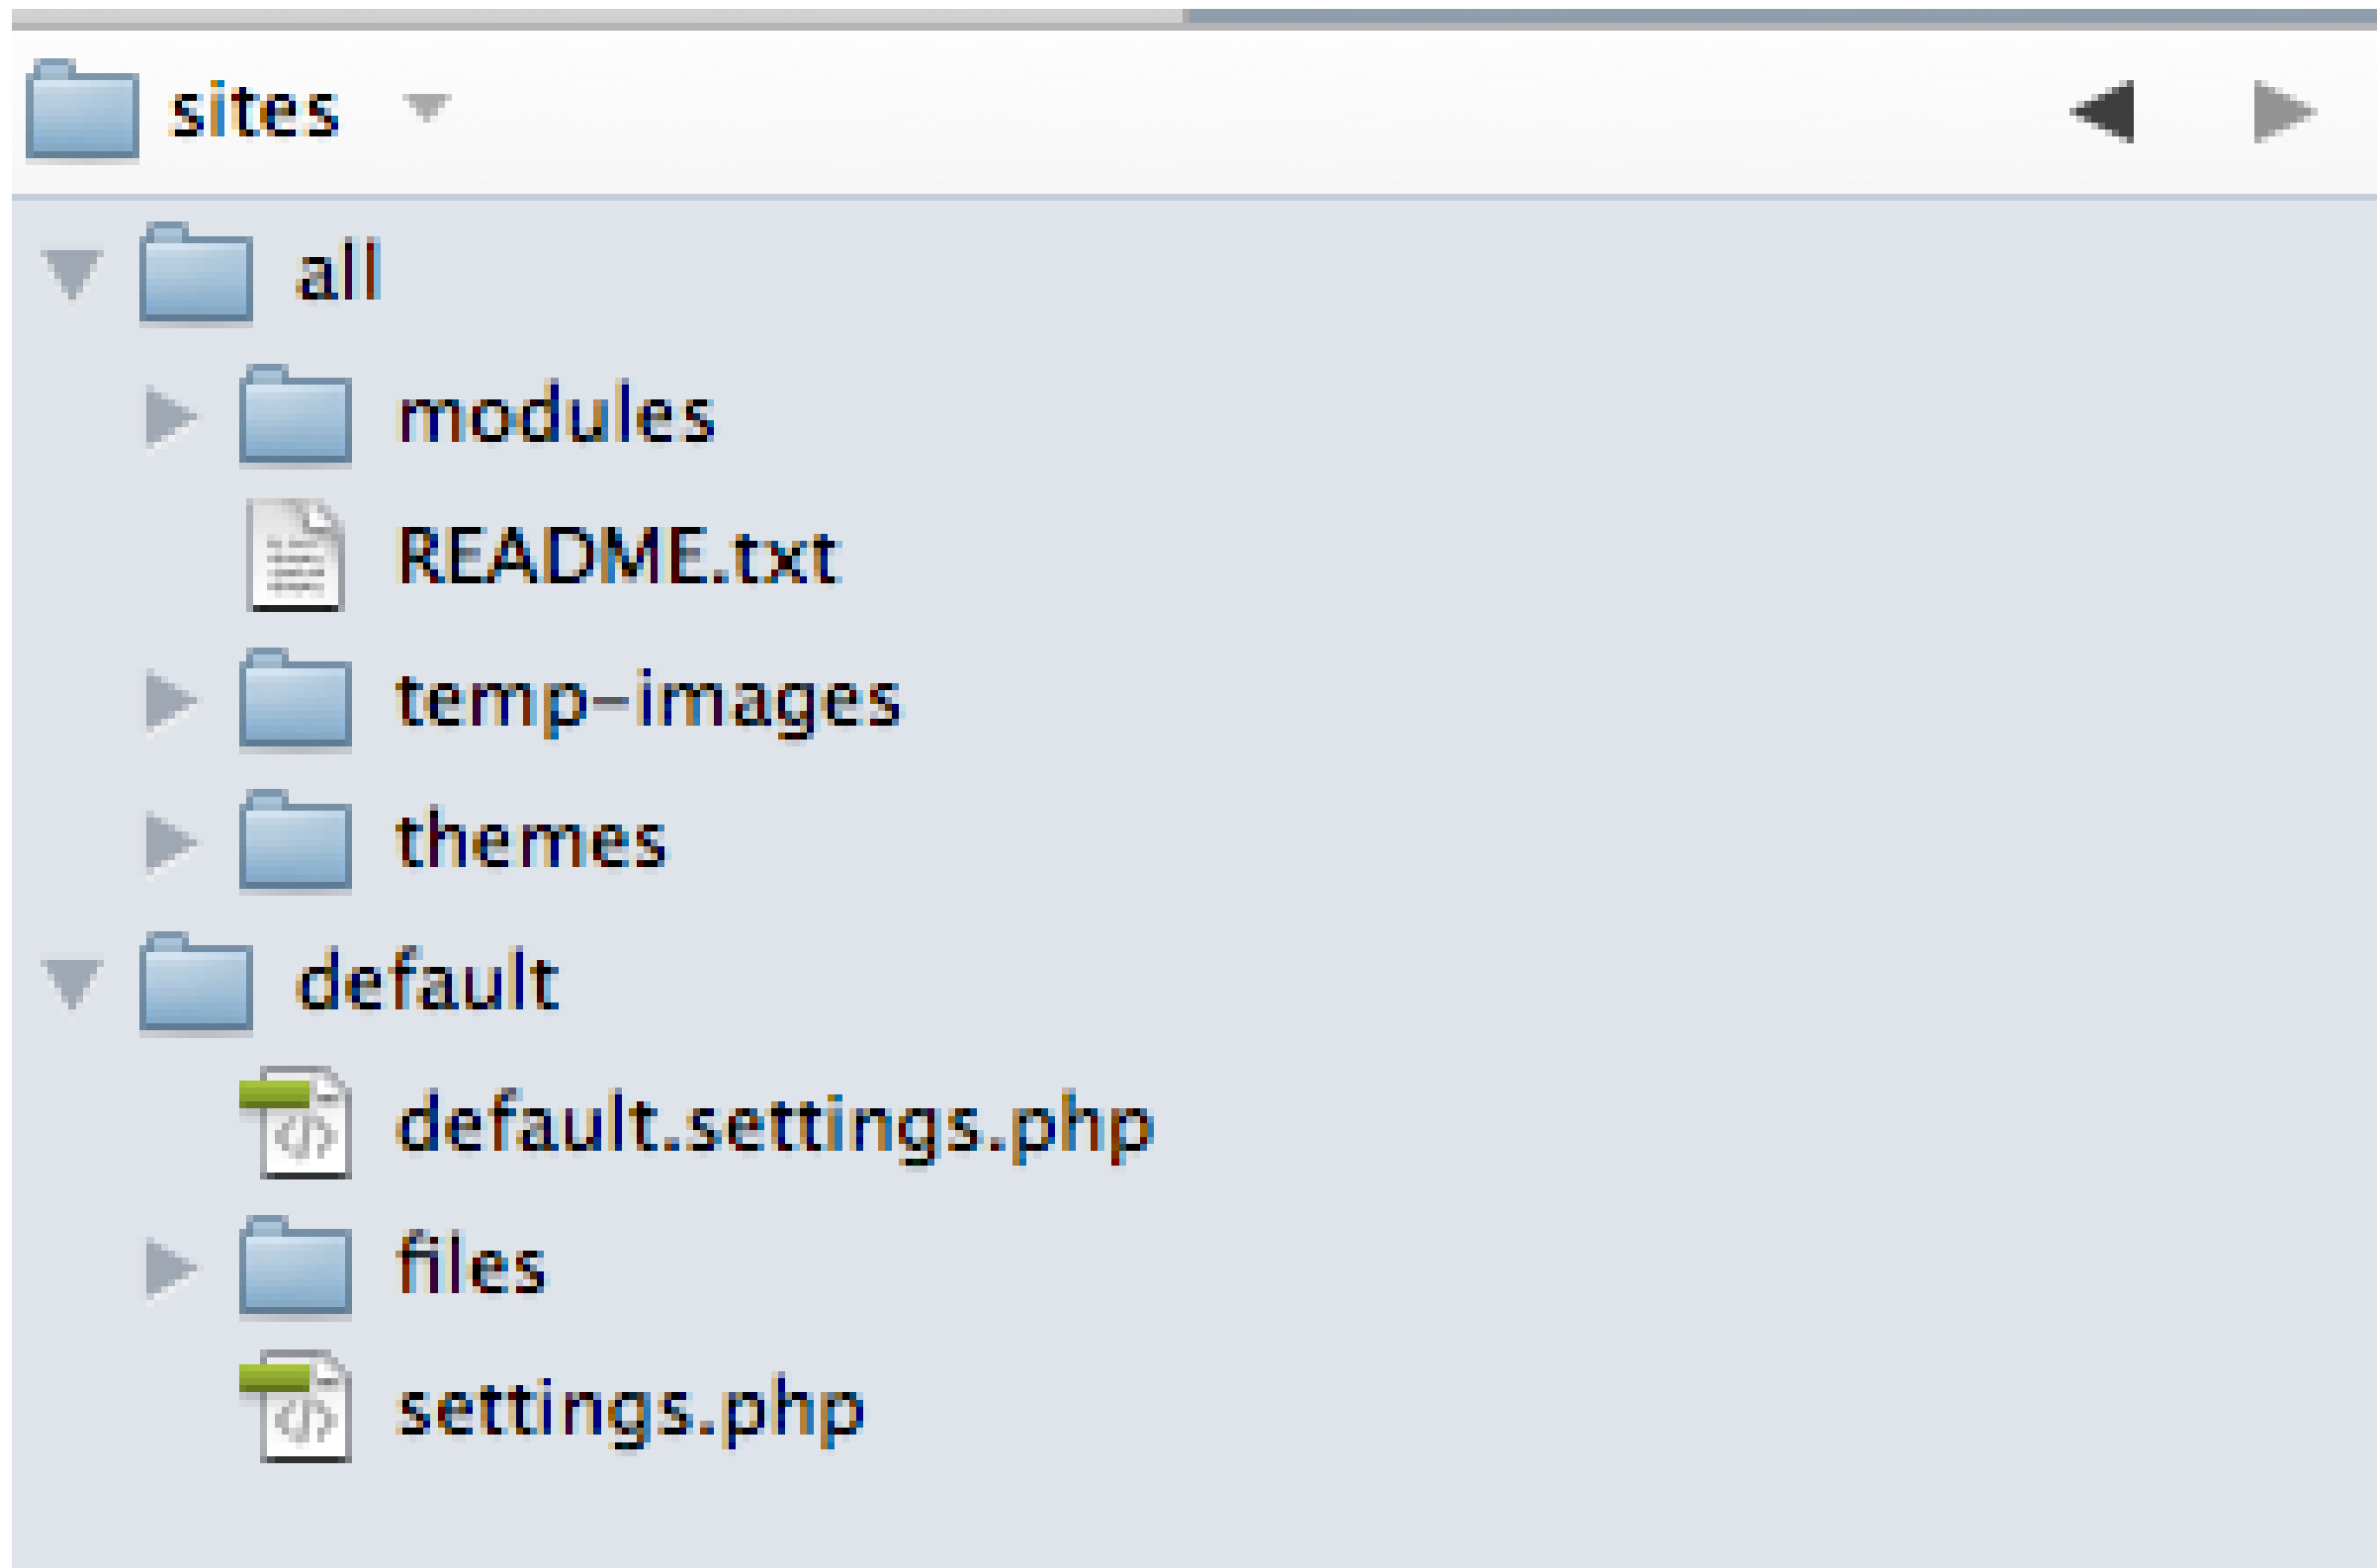 sites
all
modules
README.txt
temp-images
themes
default
default.settings.php
files
settings.php